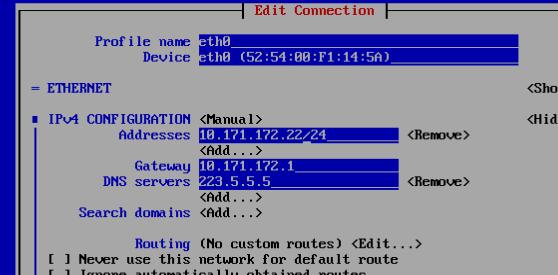 Edit Connection
Profile name eth0
Device eth0 (52:54:00:F1:14:5A)
= ETHERNET <Sho
IPv4 CONFIGURATION <Manual> <Hid
Addresses 10.171.172.22/24 <Remove>
<Add...>
Gateway 10.171.172.1
DNS servers 223.5.5.5 <Remove>
<Add...>
Search domains <Add...>
Routing (No custom routes) <Edit...>
[ ] Never use this network for default route
[ ] Ignore automatically obtained routes